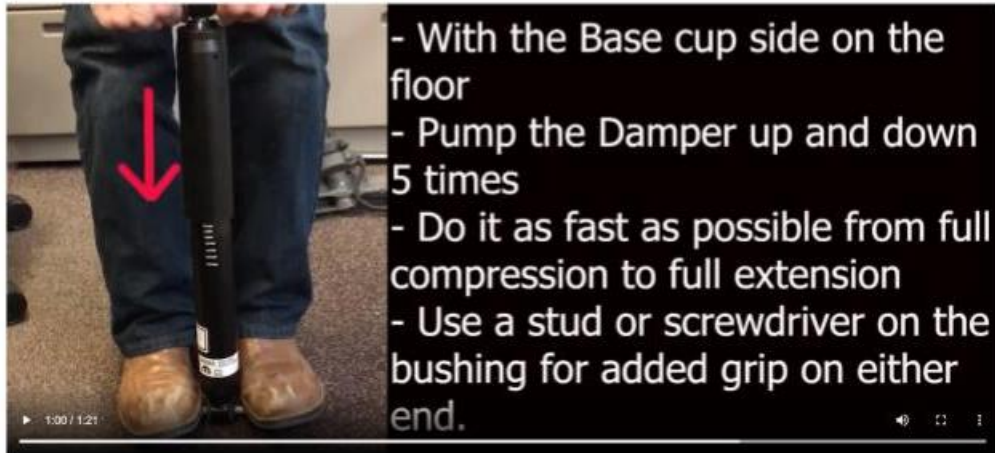 - With the Base cup side on the
floor
- Pump the Damper up and down
5 times
- Do it as fast as possible from full
compression to full extension
- Use a stud or screwdriver on the
bushing for added grip on either
end.
1:00 / 1:21